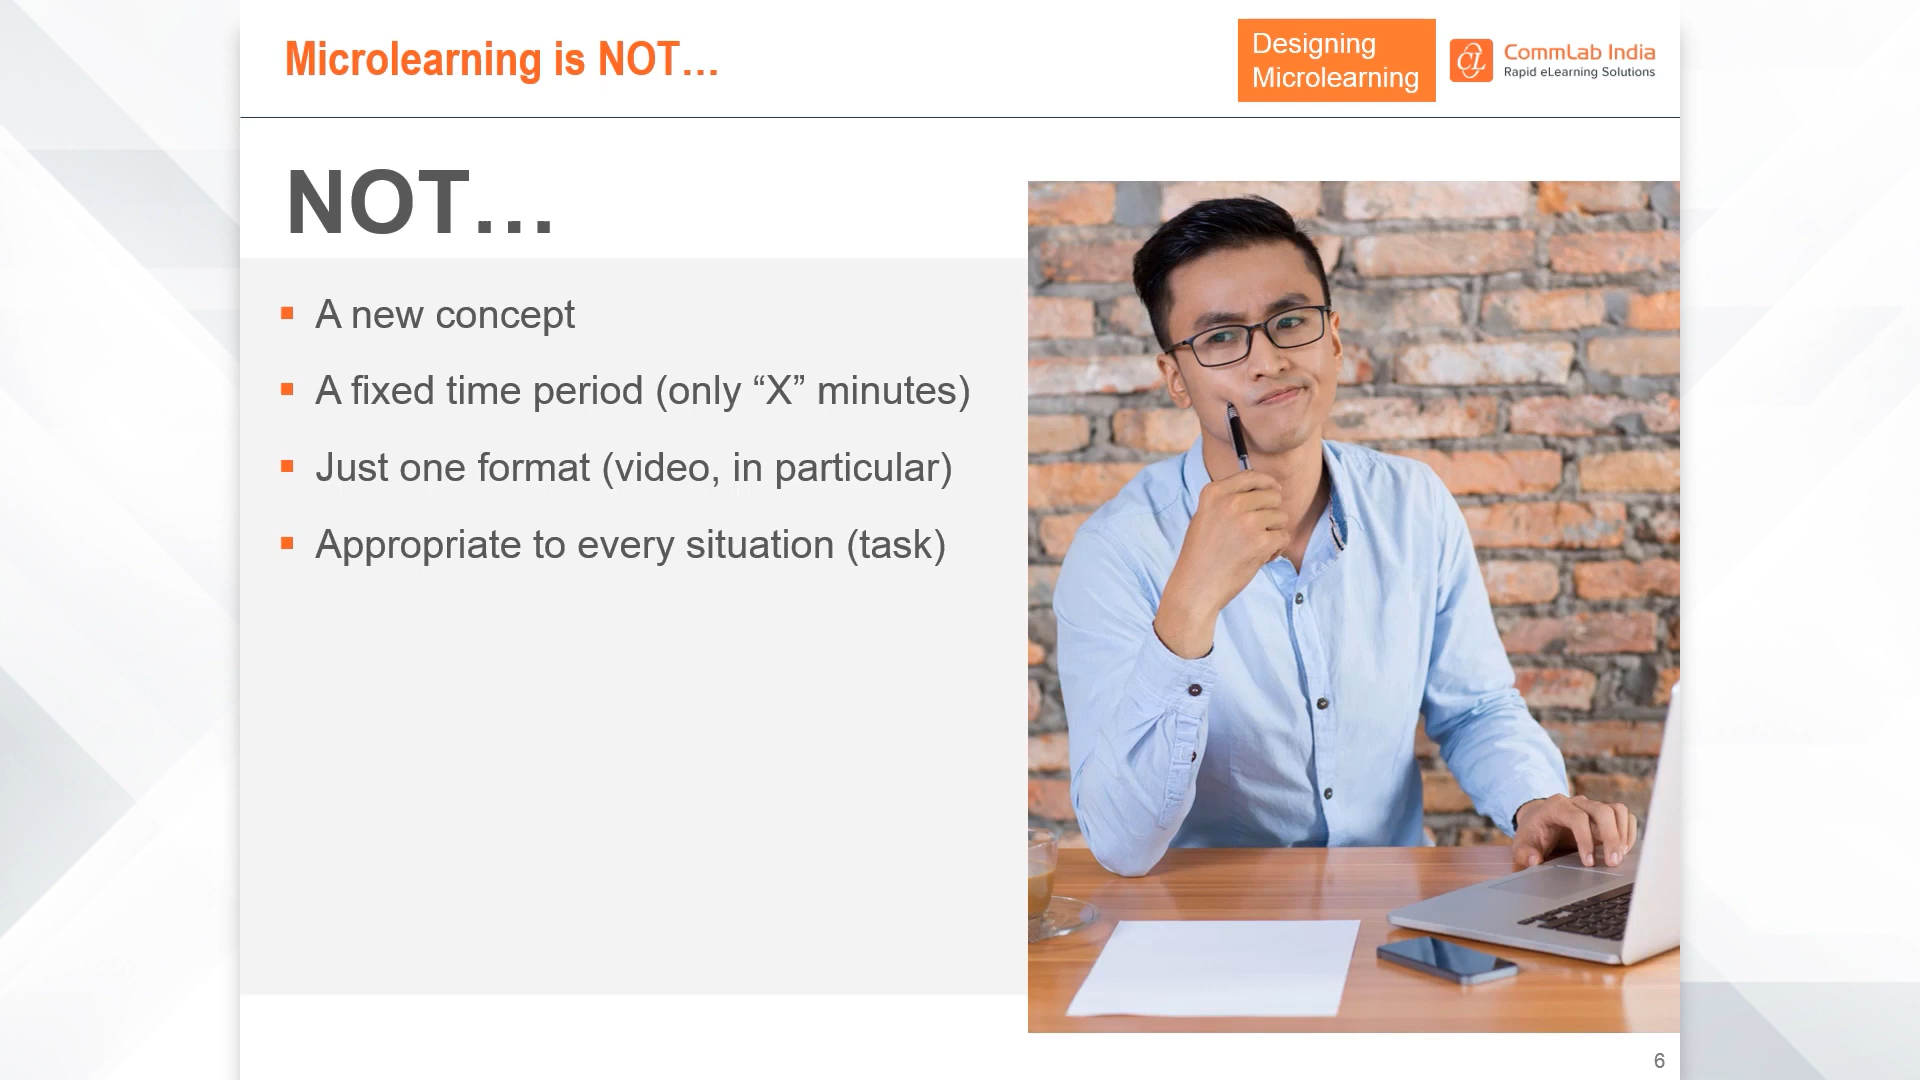 Microlearning is NOT…
Designing
Microlearning
CL
CommLab India
Rapid eLearning Solutions
NOT…
A new concept
A fixed time period (only “X” minutes)
Just one format (video, in particular)
Appropriate to every situation (task)
6